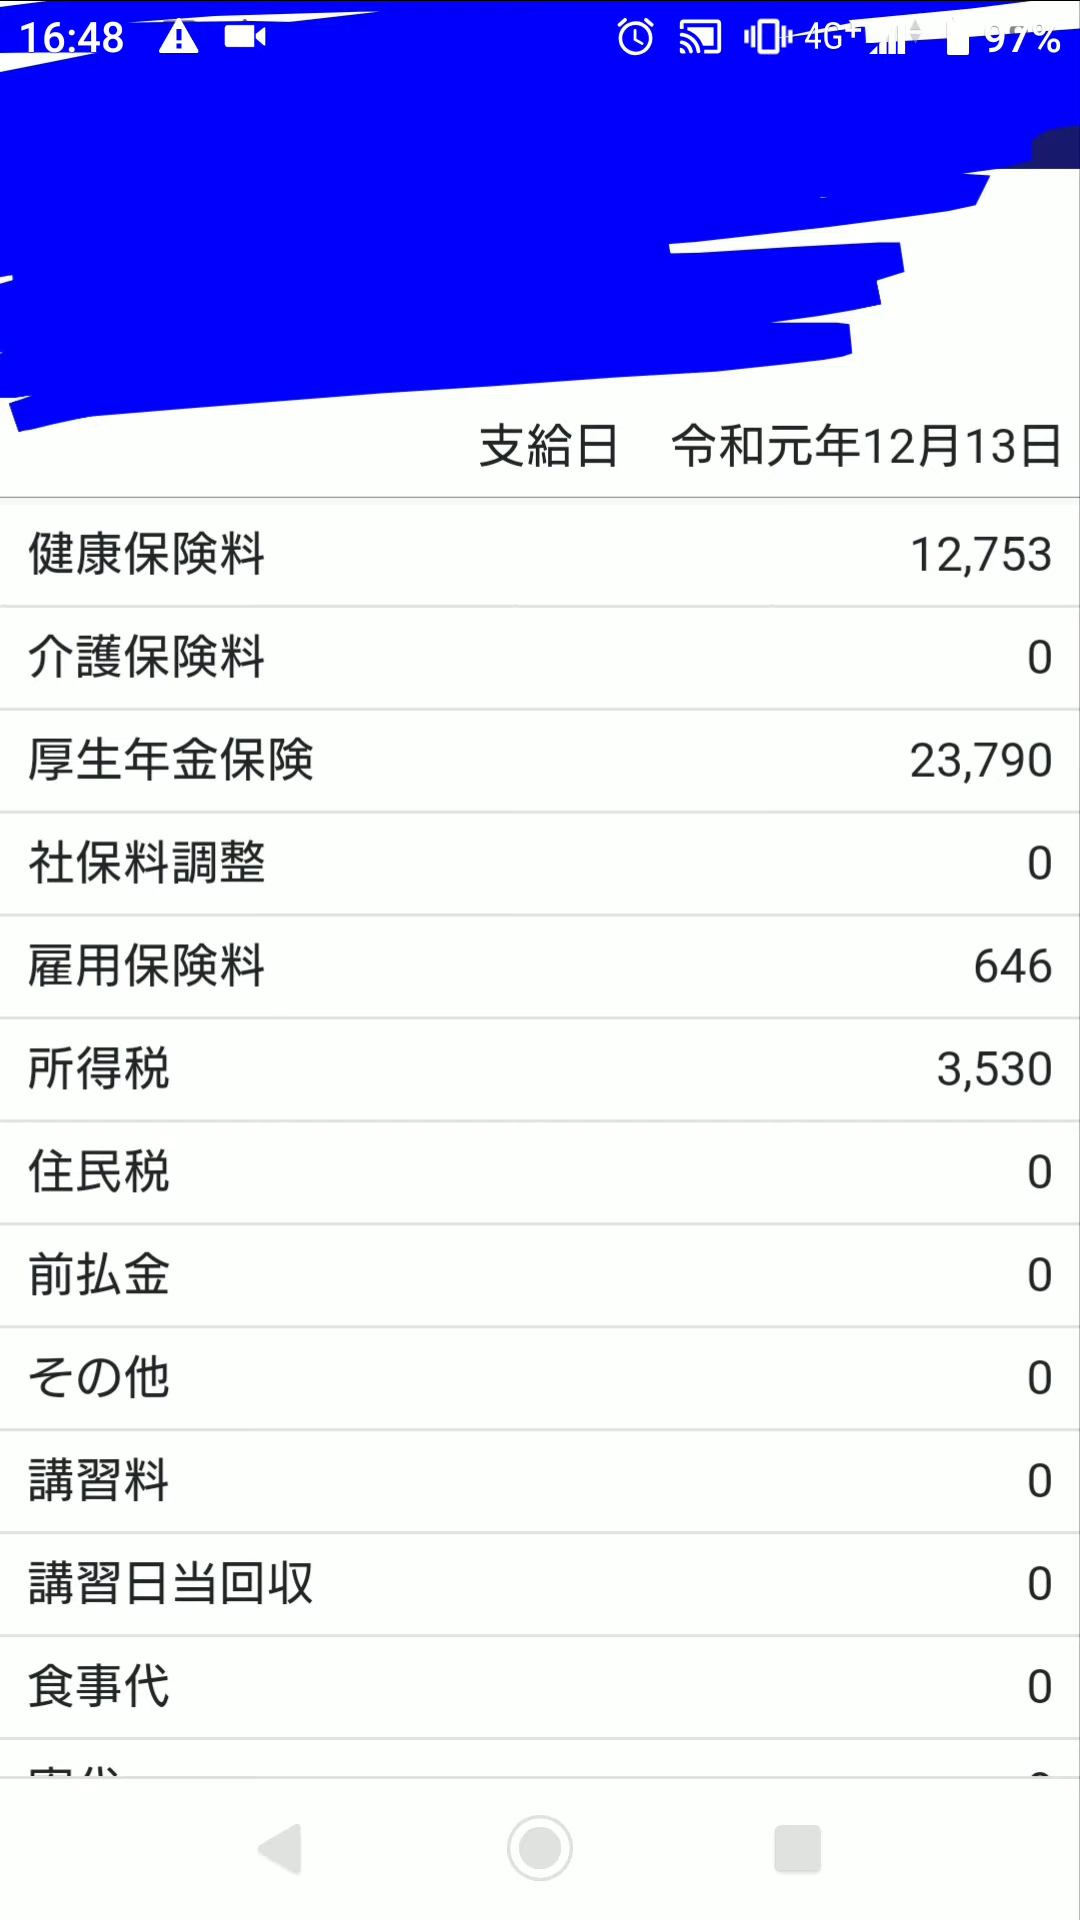 16:48 4G+ 97%
支給日 令和元年12月13日
健康保険料 12,753
介護保険料 0
厚生年金保険 23,790
社保料調整 0
雇用保険料 646
所得税 3,530
住民税 0
前払金 0
その他 0
講習料 0
講習日当回収 0
食事代 0